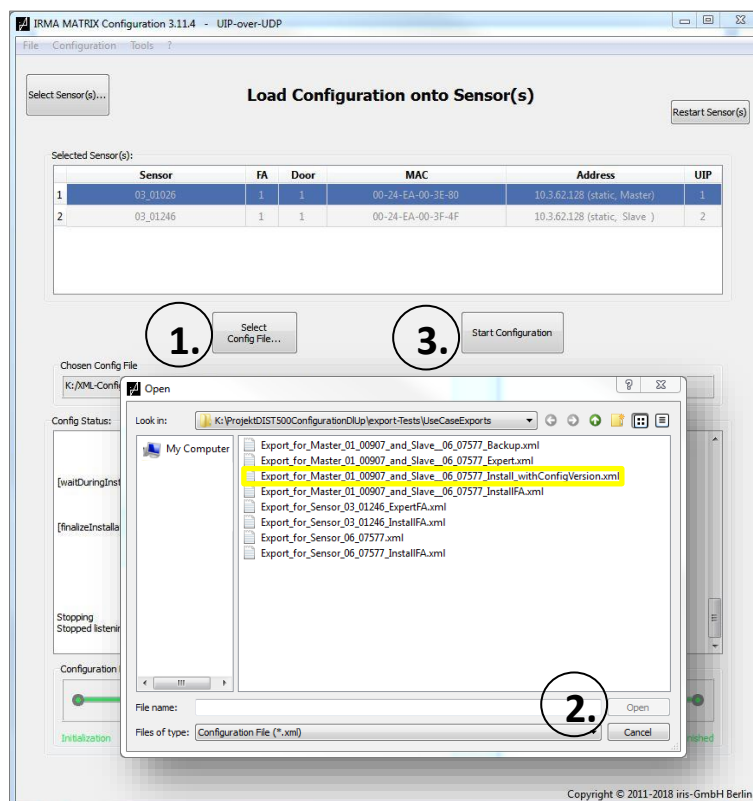 IRMA MATRIX Configuration 3.11.4 - UIP-over-UDP
File Configuration Tools ?
Select Sensor(s)...
Load Configuration onto Sensor(s)
Restart Sensor(s)
Selected Sensor(s):
Sensor FA Door MAC Address UIP
1 03_01026 1 1 00-24-EA-00-3E-80 10.3.62.128 (static, Master) 1
2 03_01246 1 1 00-24-EA-00-3F-4F 10.3.62.128 (static, Slave ) 2
1.
Select
Config File...
3.
Start Configuration
Chosen Config File
K:/XML-Confi
Open
Config Status:
Look in: K:\ProjektDIST500ConfigurationDlUp\export-Tests\UseCaseExports
My Computer
Export_for_Master_01_00907_and_Slave__06_07577_Backup.xml
Export_for_Master_01_00907_and_Slave__06_07577_Expert.xml
Export_for_Master_01_00907_and_Slave__06_07577_Install_withConfigVersion.xml
Export_for_Master_01_00907_and_Slave__06_07577_InstallFA.xml
Export_for_Sensor_03_01246_ExpertFA.xml
Export_for_Sensor_03_01246_InstallFA.xml
Export_for_Sensor_06_07577.xml
Export_for_Sensor_06_07577_InstallFA.xml
[waitDuringInst
[finalizeInstalla
Stopping
Stopped listenin
Configuration
File name:
2.
Open
Files of type: Configuration File (*.xml)
Cancel
Initialization
nished
Copyright © 2011-2018 iris-GmbH Berlin